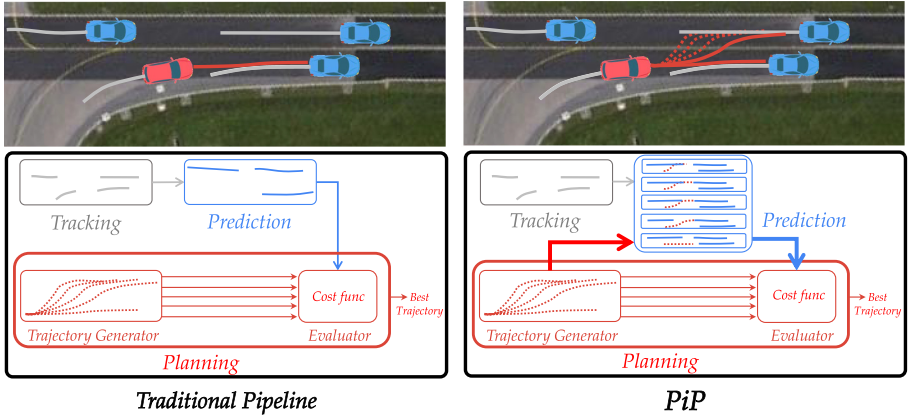 Tracking
Prediction
Cost func
Best
Trajectory
Trajectory Generator
Evaluator
Planning
Traditional Pipeline
Tracking
Prediction
Cost func
Best
Trajectory
Trajectory Generator
Evaluator
Planning
PiP